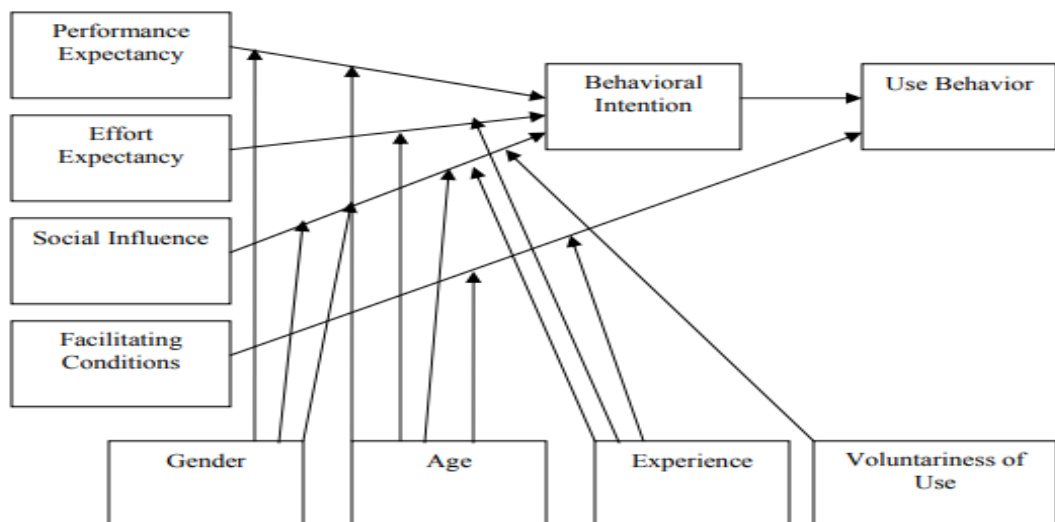 Performance
Expectancy
Behavioral
Intention
Use Behavior
Effort
Expectancy
Social Influence
Facilitating
Conditions
Gender
Age
Experience
Voluntariness of
Use